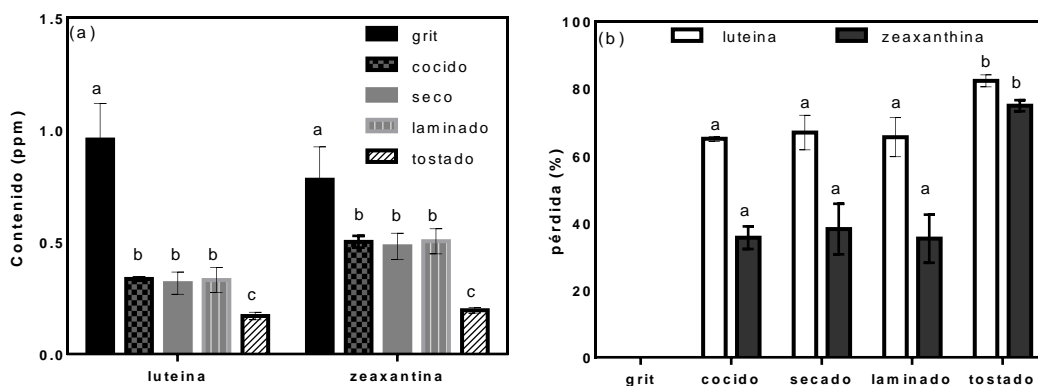 (a)
Contenido (ppm)
1.5
1.0
0.5
0.0
grit
cocido
seco
laminado
tostado
a
b
b
b
c
a
b
b
b
c
luteina
zeaxantina
(b)
pérdida (%)
100
80
60
40
20
0
luteina
zeaxanthina
a
a
a
a
a
a
b
b
grit
cocido
secado
laminado
tostado